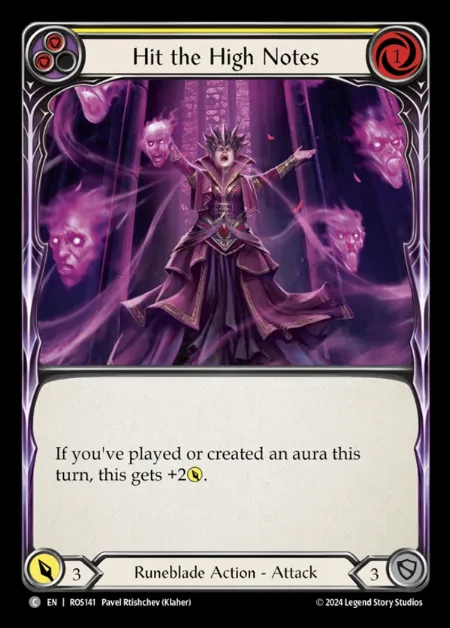 Hit the High Notes
1
If you've played or created an aura this
turn, this gets +2.
3
Runeblade Action - Attack
3
C EN | ROS141 Pavel Rtishchev (Klaher)
© 2024 Legend Story Studios